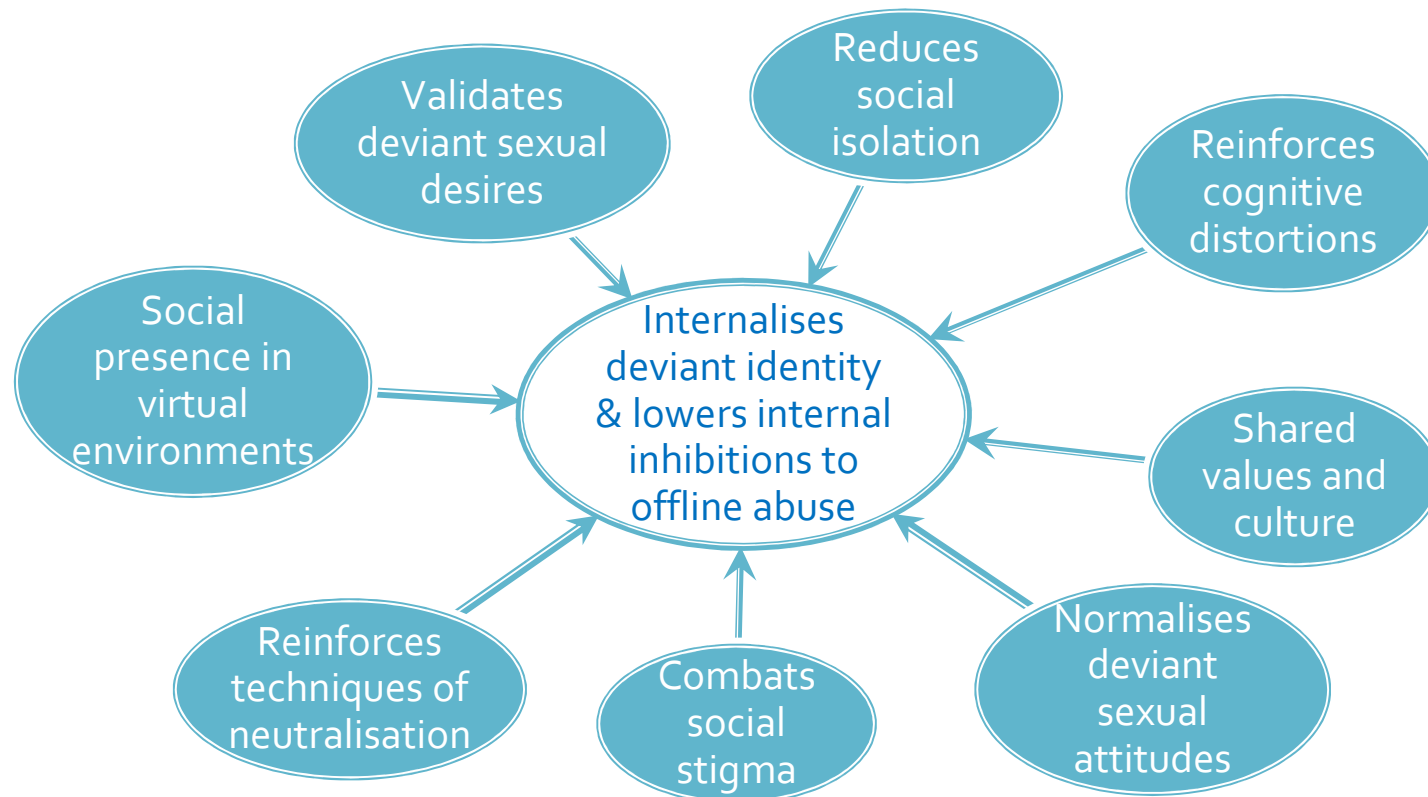 Validates
deviant sexual
desires
Reduces
social
isolation
Reinforces
cognitive
distortions
Social
presence in
virtual
environments
Internalises
deviant identity
& lowers internal
inhibitions to
offline abuse
Shared
values and
culture
Reinforces
techniques of
neutralisation
Combats
social
stigma
Normalises
deviant
sexual
attitudes